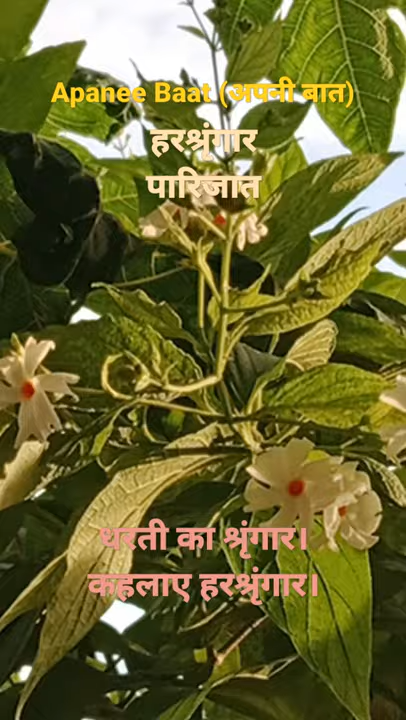 Apanee Baat (अपनी बात)
हरश्रृंगार
पारिजात
धरती का श्रृंगार।
कहलाए हरश्रृंगार।